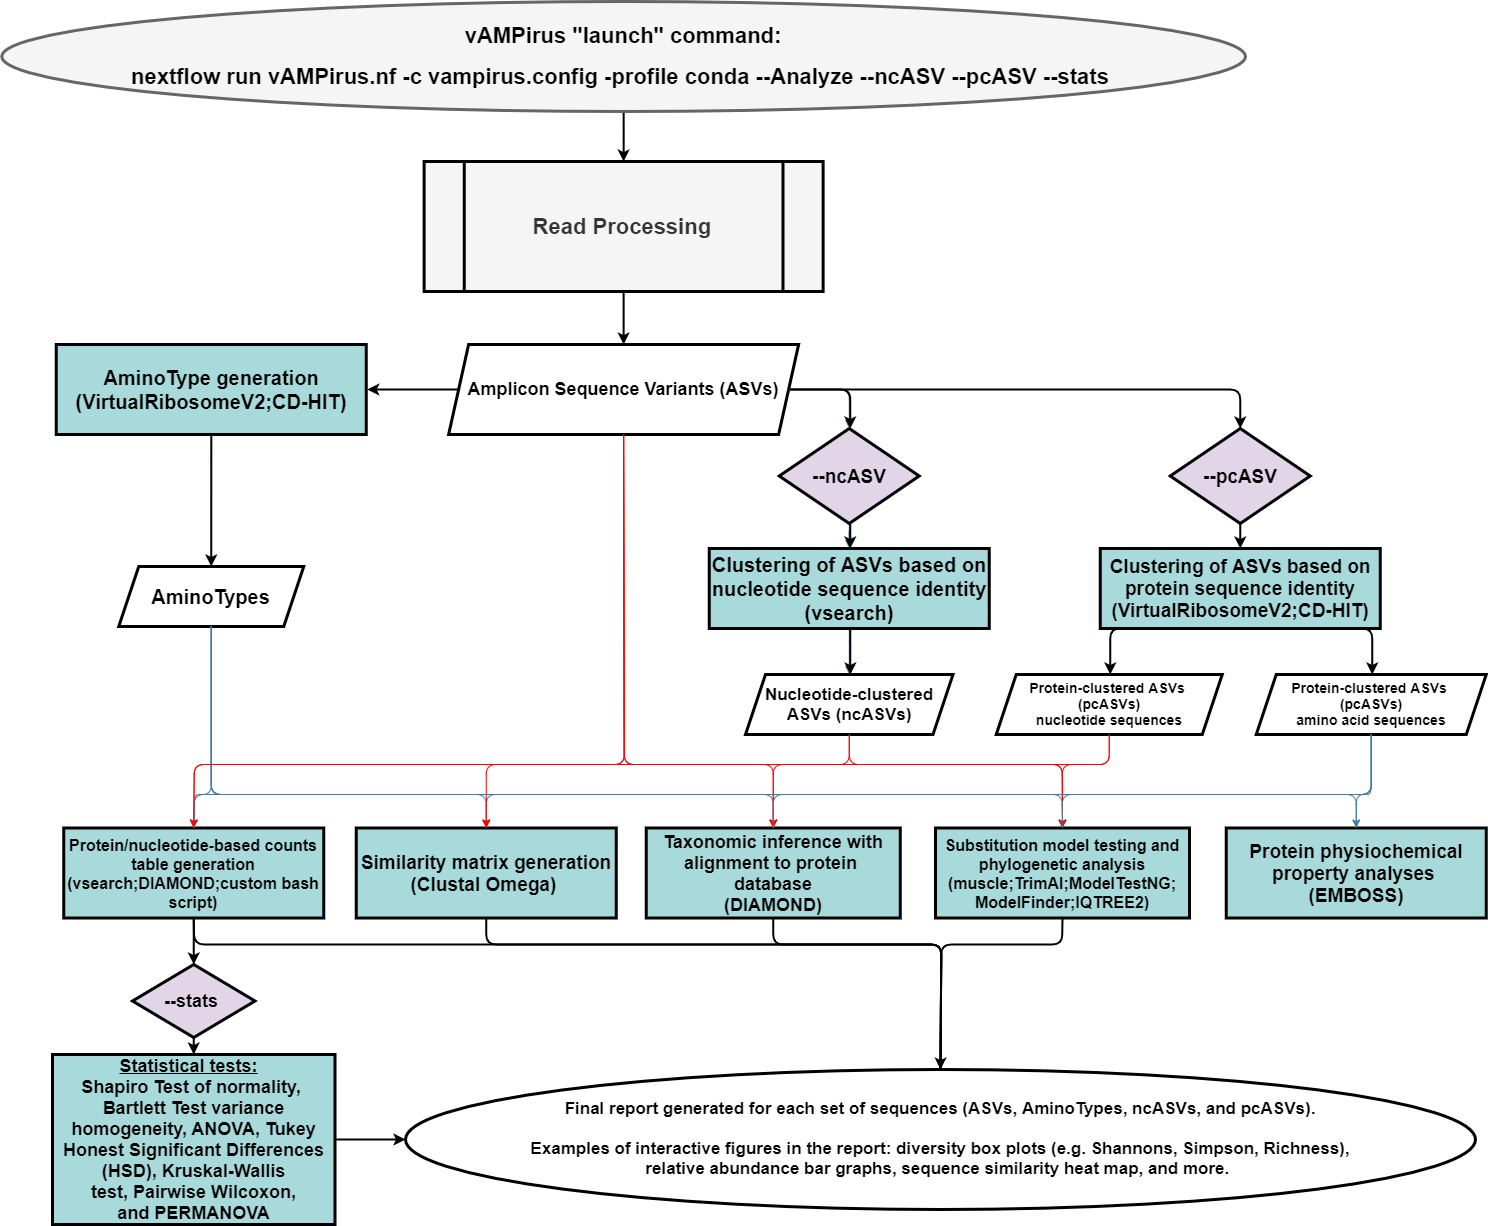 vAMPirus "launch" command:
nextflow run vAMPirus.nf -c vampirus.config -profile conda --Analyze --ncASV --pcASV --stats
Read Processing
AminoType generation
(VirtualRibosomeV2;CD-HIT)
Amplicon Sequence Variants (ASVs)
--ncASV
--pcASV
AminoTypes
Clustering of ASVs based on
nucleotide sequence identity
(vsearch)
Clustering of ASVs based on
protein sequence identity
(VirtualRibosomeV2;CD-HIT)
Nucleotide-clustered
ASVs (ncASVs)
Protein-clustered ASVs
(pcASVs)
nucleotide sequences
Protein-clustered ASVs
(pcASVs)
amino acid sequences
Protein/nucleotide-based counts
table generation
(vsearch;DIAMOND;custom bash
script)
Similarity matrix generation
(Clustal Omega)
Taxonomic inference with
alignment to protein
database
(DIAMOND)
Substitution model testing and
phylogenetic analysis
(muscle;TrimAl;ModelTestNG;
ModelFinder;IQTREE2)
Protein physiochemical
property analyses
(EMBOSS)
--stats
Statistical tests:
Shapiro Test of normality,
Bartlett Test variance
homogeneity, ANOVA, Tukey
Honest Significant Differences
(HSD), Kruskal-Wallis
test, Pairwise Wilcoxon,
and PERMANOVA
Final report generated for each set of sequences (ASVs, AminoTypes, ncASVs, and pcASVs).
Examples of interactive figures in the report: diversity box plots (e.g. Shannons, Simpson, Richness),
relative abundance bar graphs, sequence similarity heat map, and more.